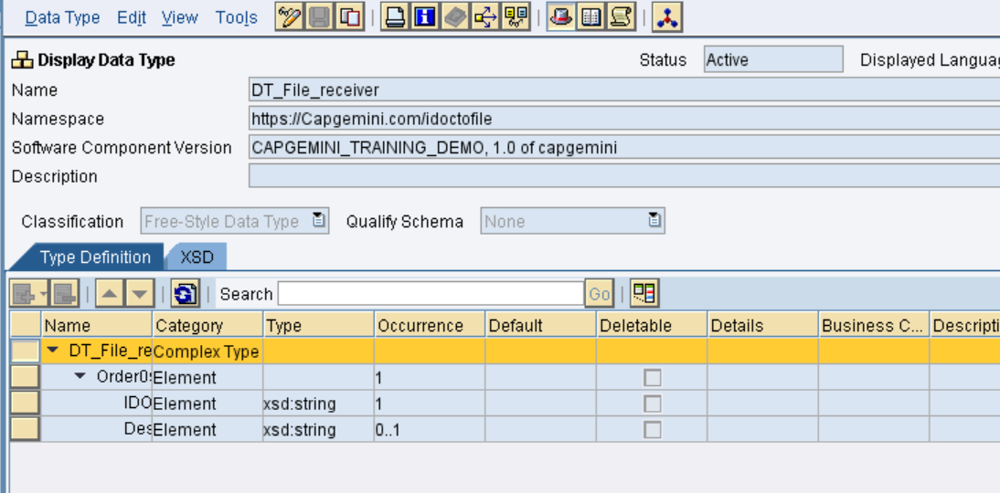 Data Type Edit View Tools
Display Data Type Status Active Displayed Languag
Name DT_File_receiver
Namespace https://Capgemini.com/idoctofile
Software Component Version CAPGEMINI_TRAINING_DEMO, 1.0 of capgemini
Description
Classification Free-Style Data Type Qualify Schema None
Type Definition XSD
Search Go
Name Category Type Occurrence Default Deletable Details Business C... Descripti
DT_File_re Complex Type
Order0 Element 1
IDO Element xsd:string 1
Des Element xsd:string 0..1